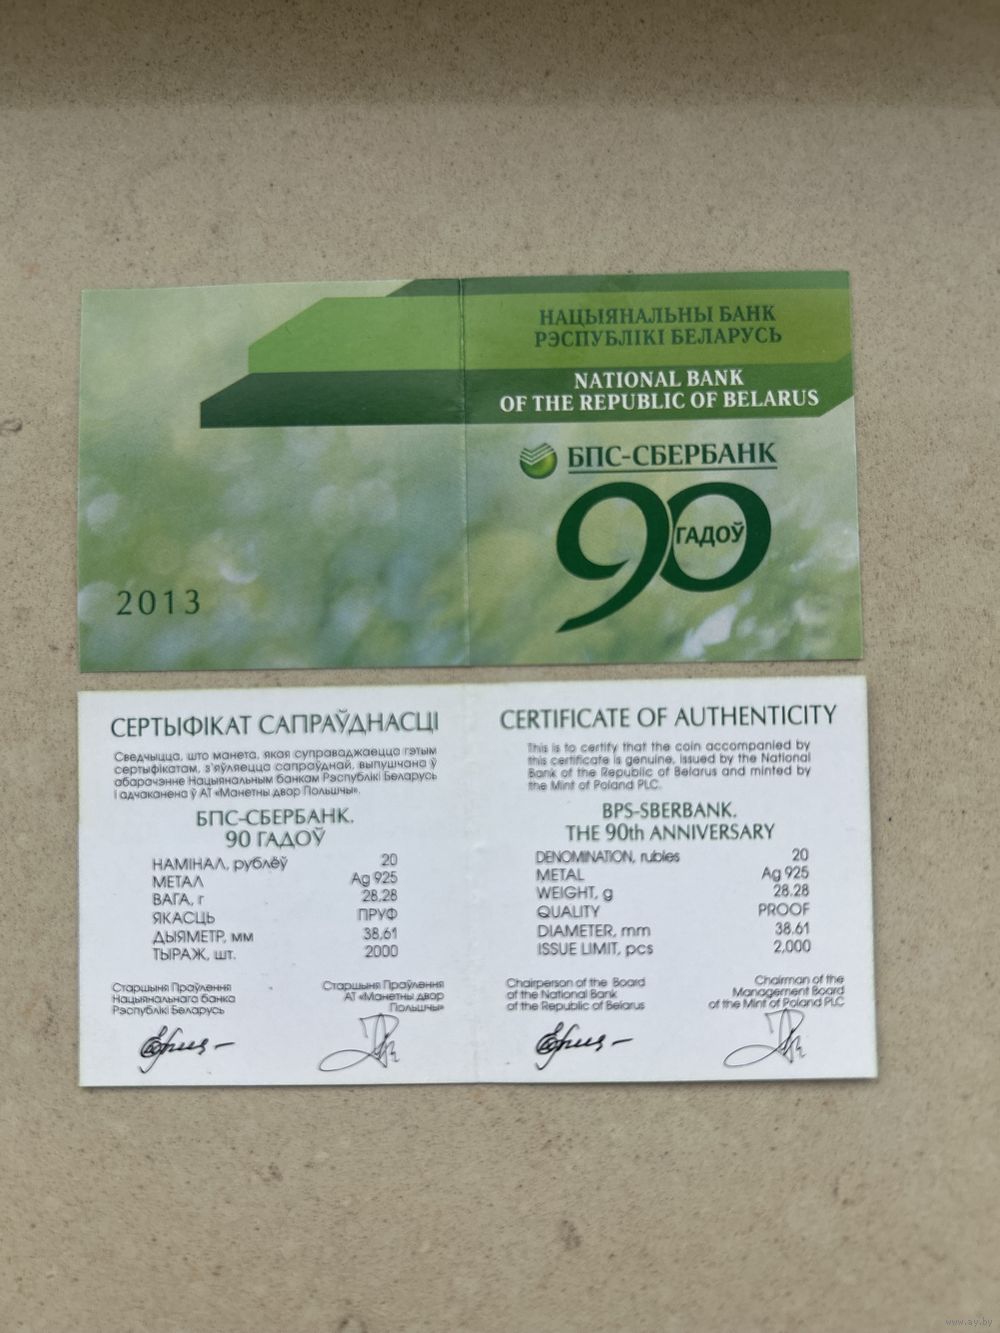 НАЦЫЯНАЛЬНЫ БАНК
РЭСПУБЛІКІ БЕЛАРУСЬ
NATIONAL BANK
OF THE REPUBLIC OF BELARUS
БПС-СБЕРБАНК
90
ГАДОЎ
2013
СЕРТЫФІКАТ САПРАЎДНАСЦІ
Сведчыцца, што манета, якая суправаджаецца гэтым
сертыфікатам, з'яўляецца сапраўднай, выпушчана ў
абарачэнне Нацыянальным банкам Рэспублікі Беларусь
і адчаканена ў АТ «Манетны двор Польшчы».
БПС-СБЕРБАНК.
90 ГАДОЎ
НАМІНАЛ, рублёў 20
МЕТАЛ Ag 925
ВАГА, г 28,28
ЯКАСЦЬ ПРУФ
ДЫЯМЕТР, мм 38,61
ТЫРАЖ, шт. 2000
Старшыня Праўлення
Нацыянальнага банка
Рэспублікі Беларусь
Старшыня Праўлення
АТ «Манетны двор
Польшчы»
CERTIFICATE OF AUTHENTICITY
This is to certify that the coin accompanied by
this certificate is genuine, issued by the National
Bank of the Republic of Belarus and minted by
the Mint of Poland PLC.
BPS-SBERBANK.
THE 90th ANNIVERSARY
DENOMINATION, rubles 20
METAL Ag 925
WEIGHT, g 28.28
QUALITY PROOF
DIAMETER, mm 38.61
ISSUE LIMIT, pcs 2,000
Chairperson of the Board
of the National Bank
of the Republic of Belarus
Chairman of the
Management Board
of the Mint of Poland PLC
www.ay.by